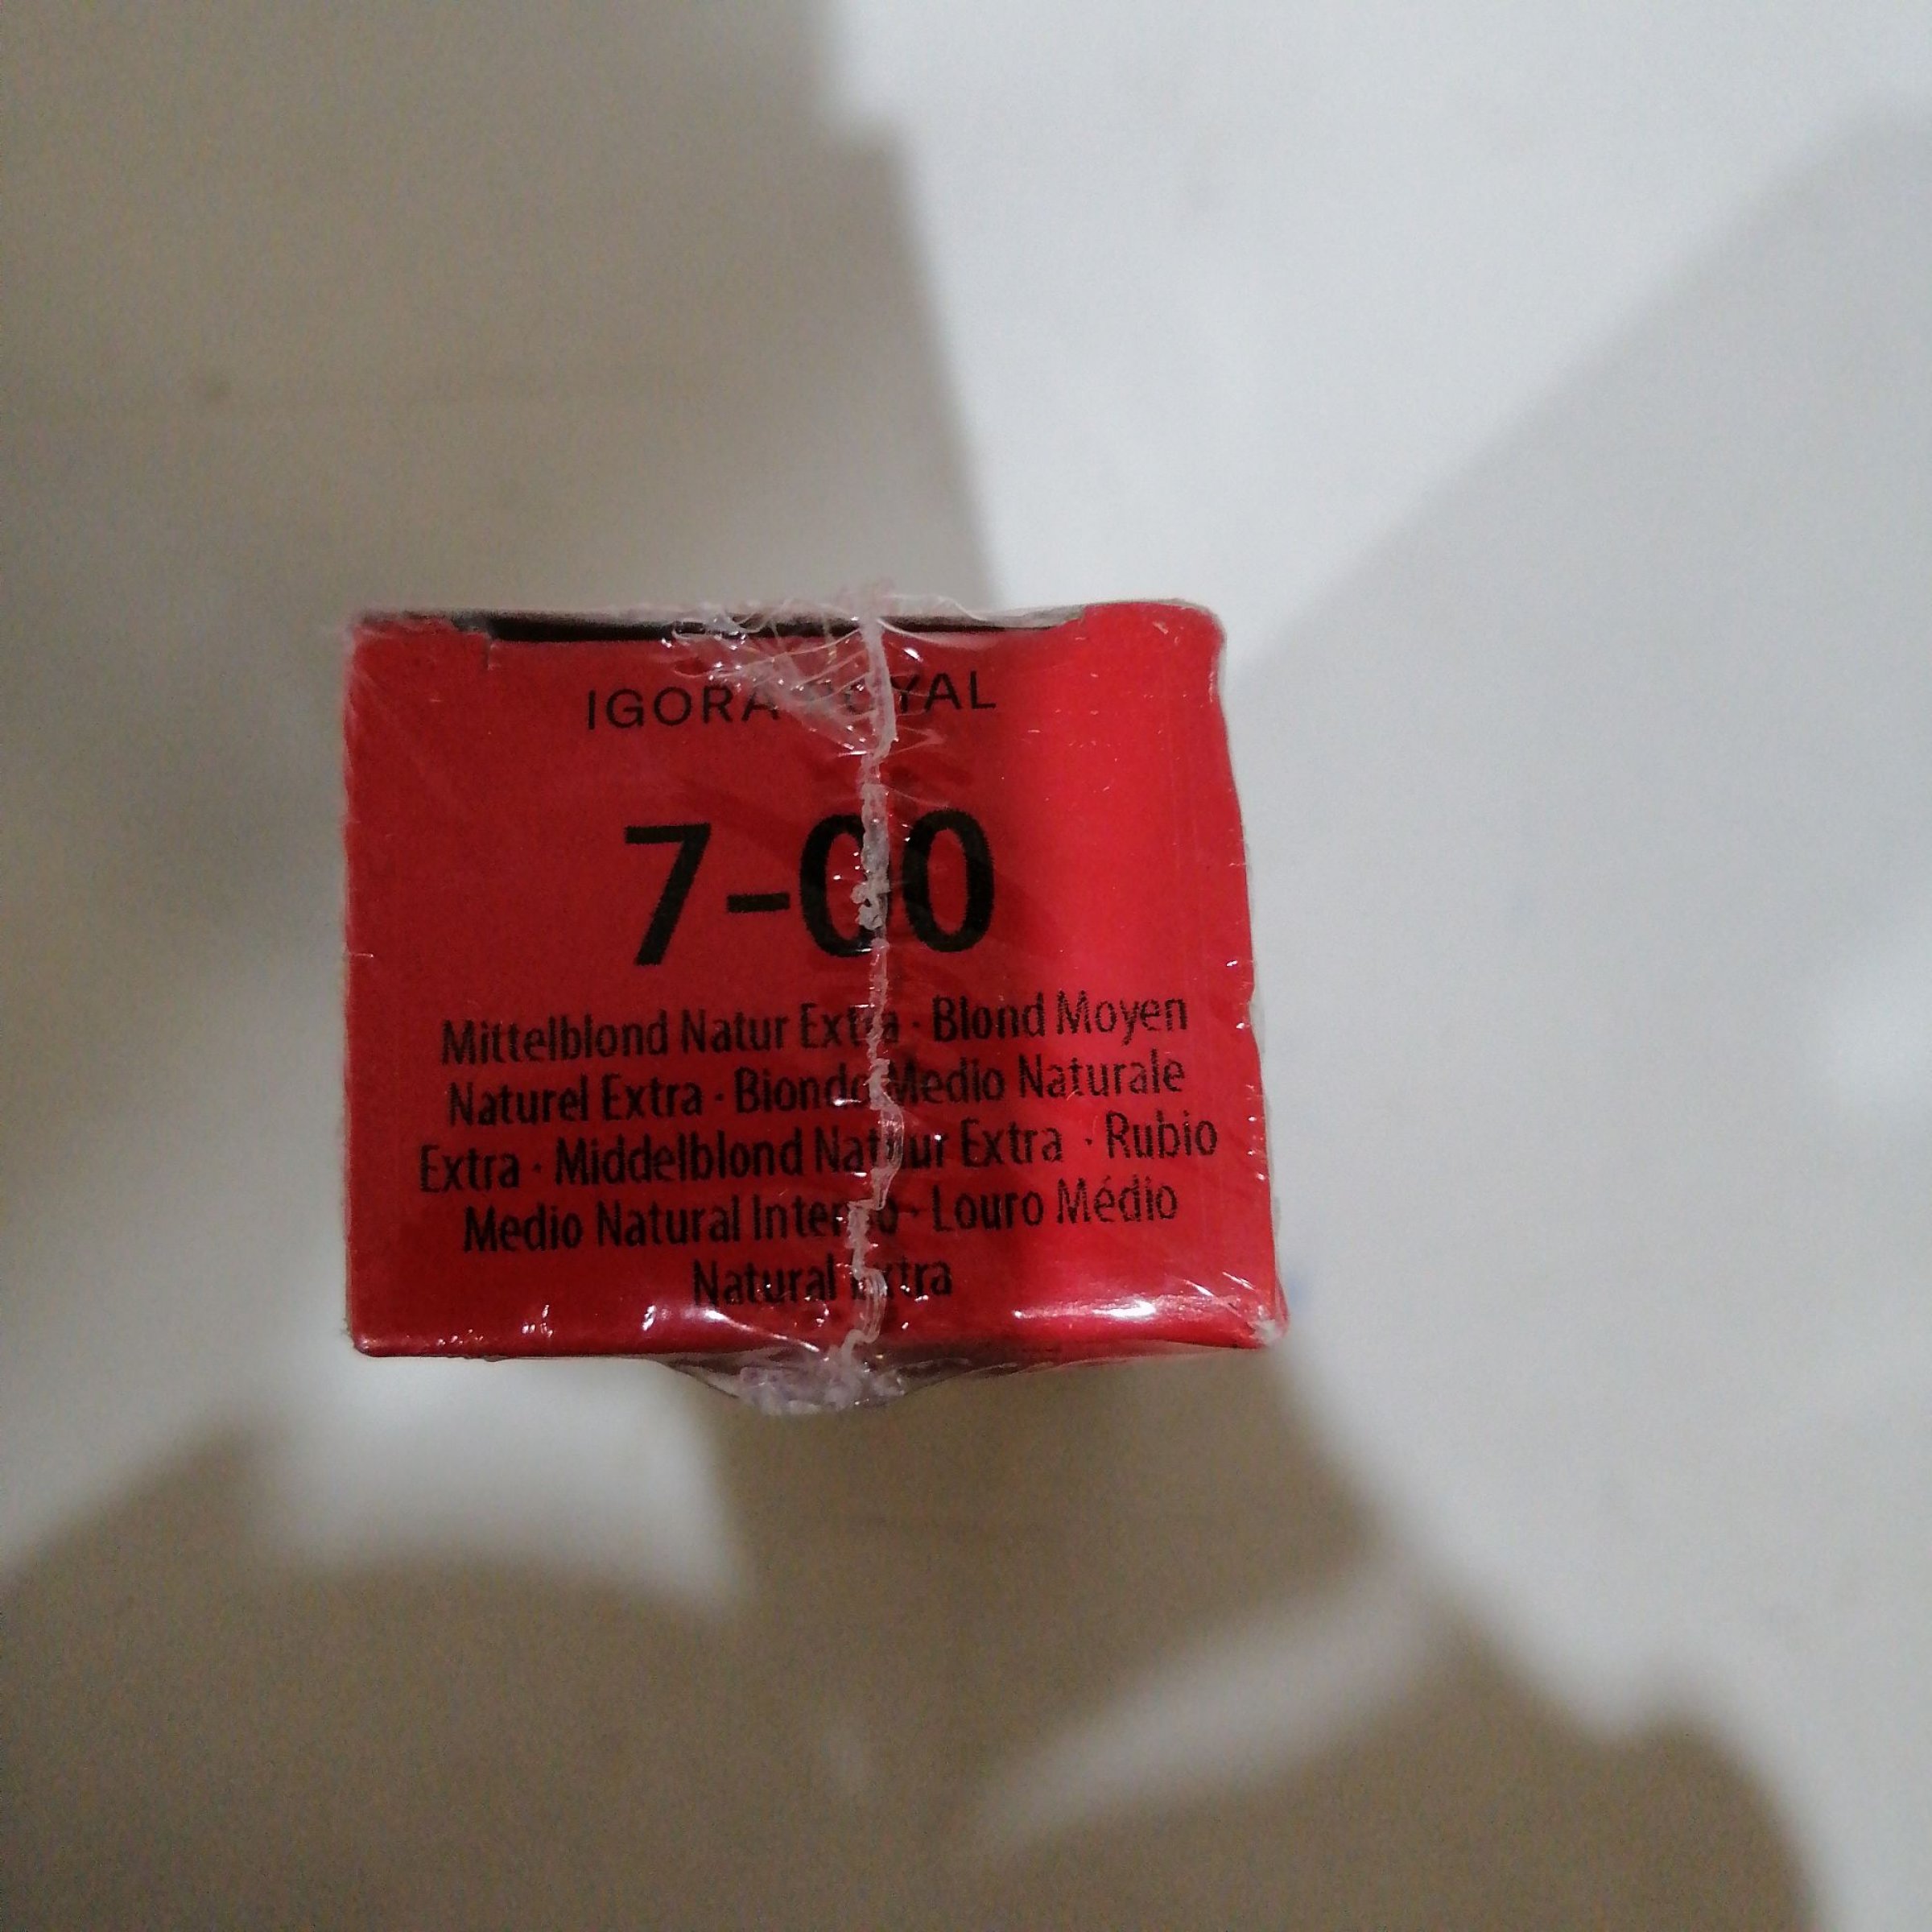 IGORA ROYAL
7-00
Mittelblond Natur Extra · Blond Moyen
Naturel Extra · Biondo Medio Naturale
Extra · Middelblond Natuur Extra · Rubio
Medio Natural Intenso · Louro Médio
Natural Extra